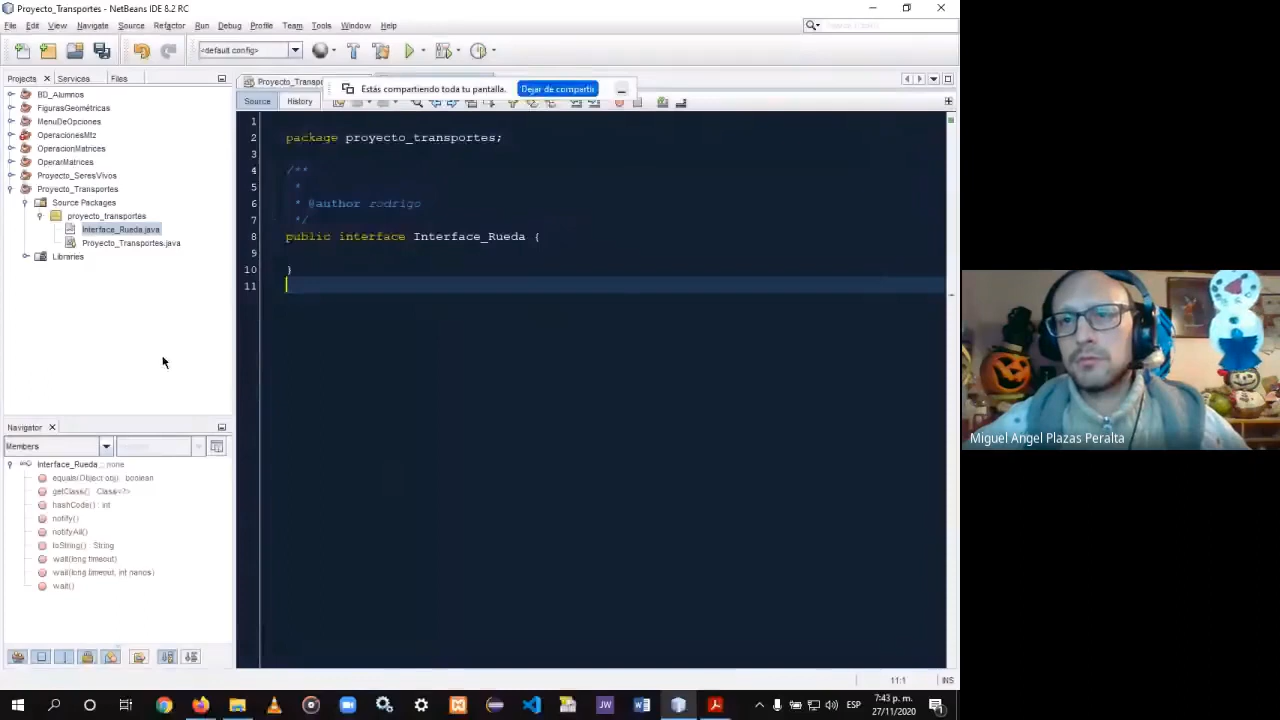 Proyecto_Transportes - NetBeans IDE 8.2 RC
File Edit View Navigate Source Refactor Run Debug Profile Team Tools Window Help
<default config>
Projects Services Files
Proyecto_Transpo
Estás compartiendo toda tu pantalla. Dejar de compartir
Source History
BD_Alumnos
FigurasGeométricas
MenuDeOpciones
OperacionesMtz
OperacionMatrices
OperarMatrices
Proyecto_SeresVivos
Proyecto_Transportes
Source Packages
proyecto_transportes
Interface_Rueda.java
Proyecto_Transportes.java
Libraries
1
2 package proyecto_transportes;
3
4 /**
5 *
6 * @author rodrigo
7 */
8 public interface Interface_Rueda {
9
10 }
11
Navigator
Members
Interface_Rueda :: none
equals(Object obj) : boolean
getClass() : Class<?>
hashCode() : int
notify()
notifyAll()
toString() : String
wait(long timeout)
wait(long timeout, int nanos)
wait()
Miguel Angel Plazas Peralta
11:1 INS
ESP
7:43 p. m.
27/11/2020
1